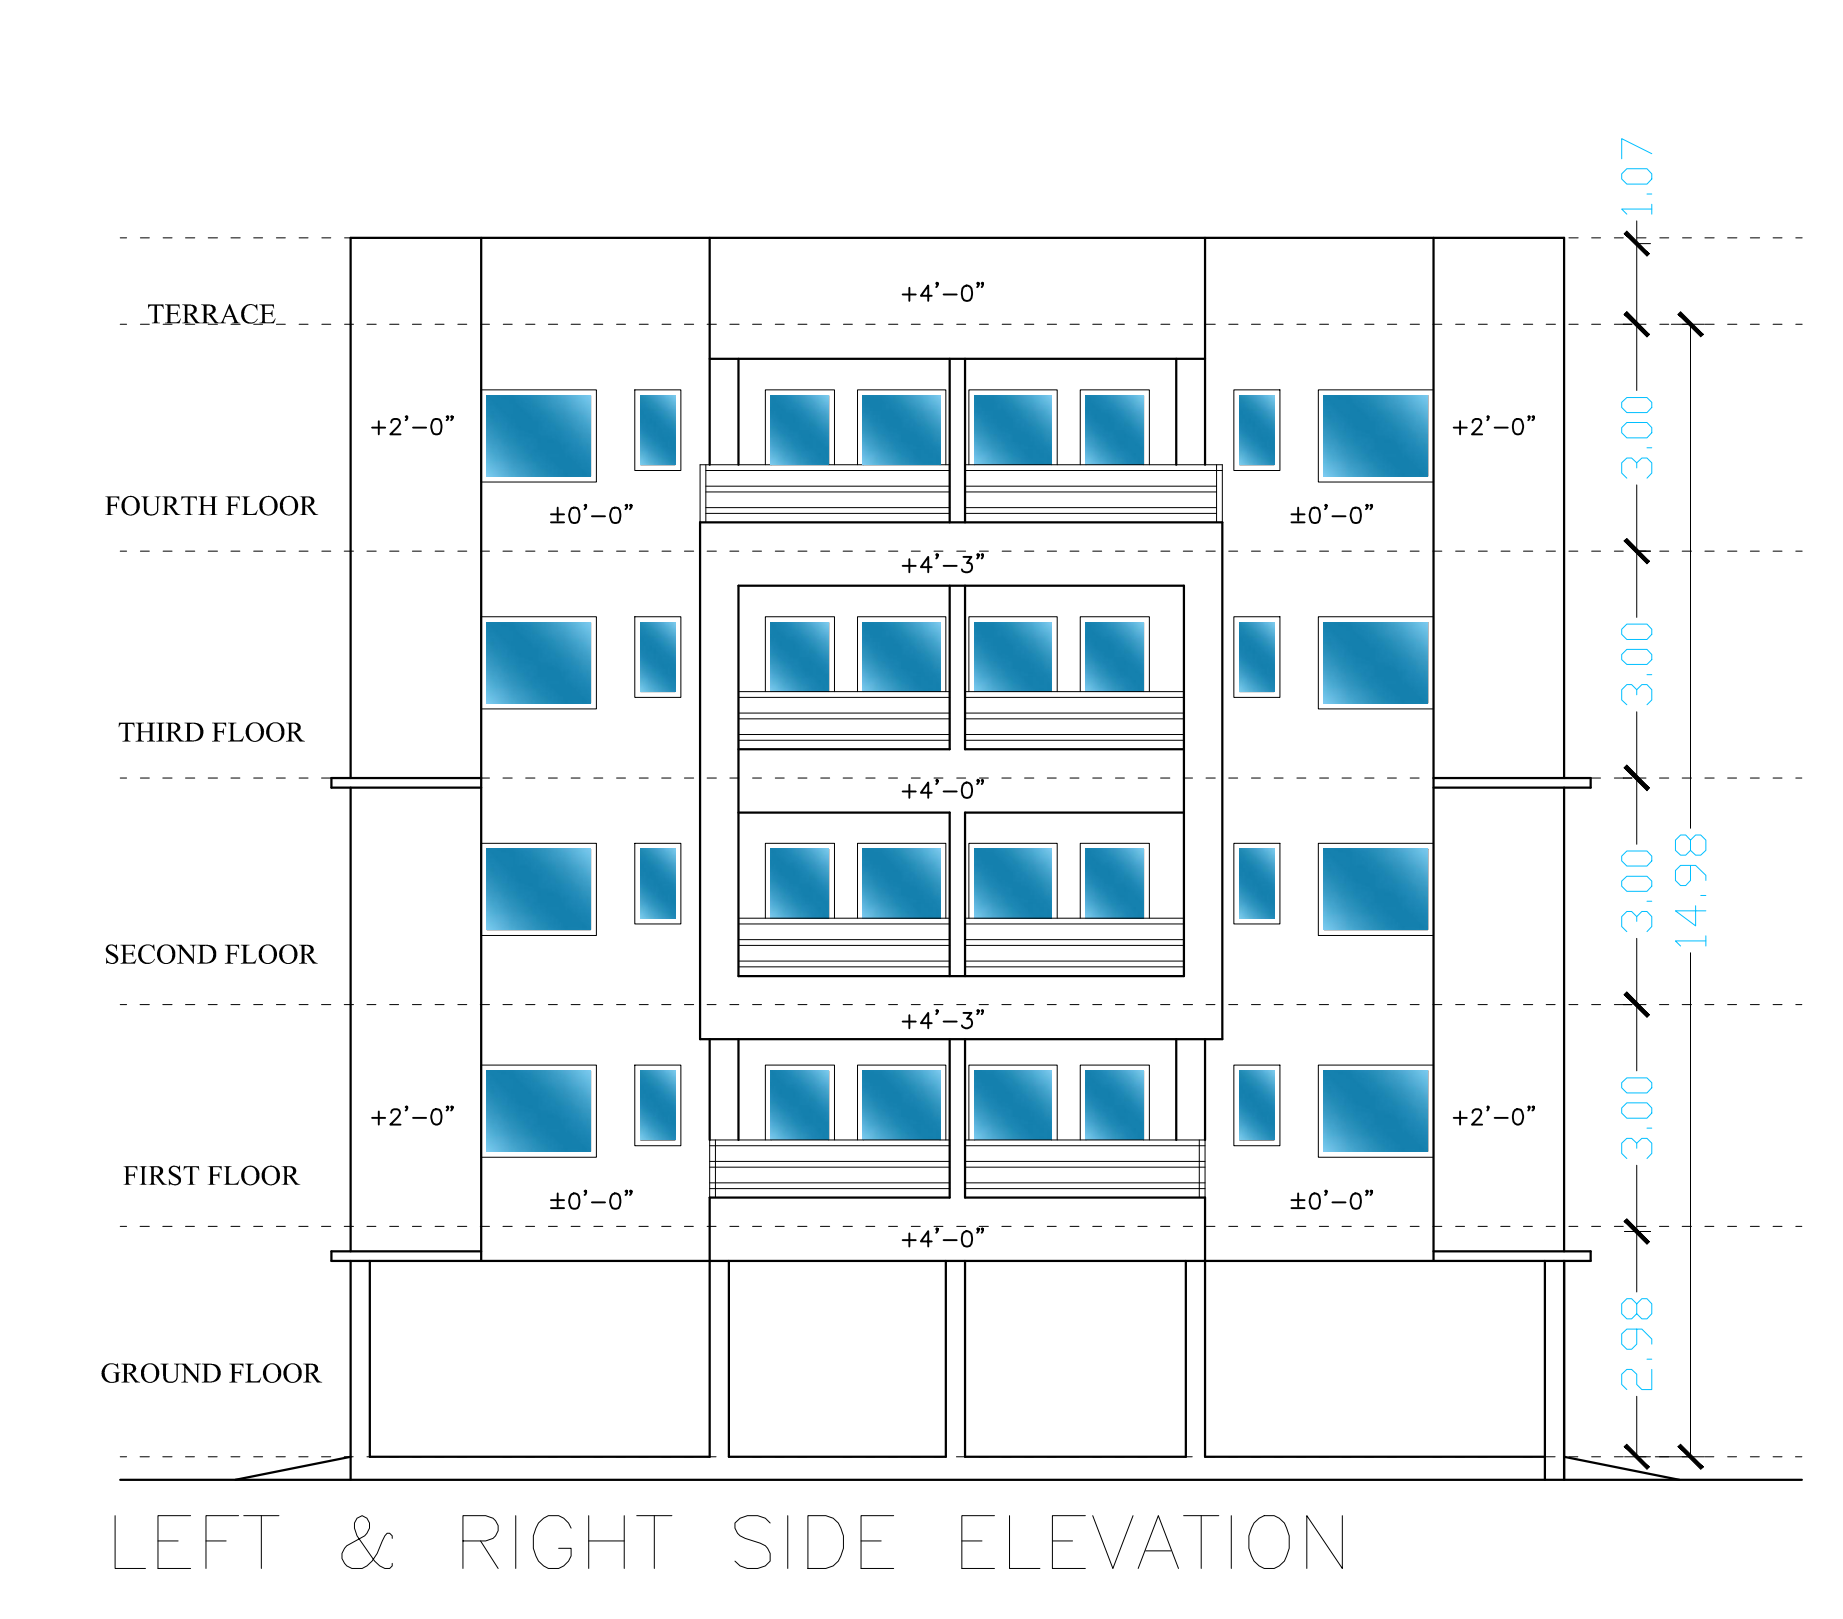 1.07
+4'-0"
TERRACE
+2'-0" +2'-0"
3.00
FOURTH FLOOR ±0'-0" ±0'-0"
+4'-3"
3.00
THIRD FLOOR
+4'-0"
3.00
14.98
SECOND FLOOR
+4'-3"
+2'-0" +2'-0"
3.00
FIRST FLOOR
±0'-0" ±0'-0"
+4'-0"
2.98
GROUND FLOOR
LEFT & RIGHT SIDE ELEVATION